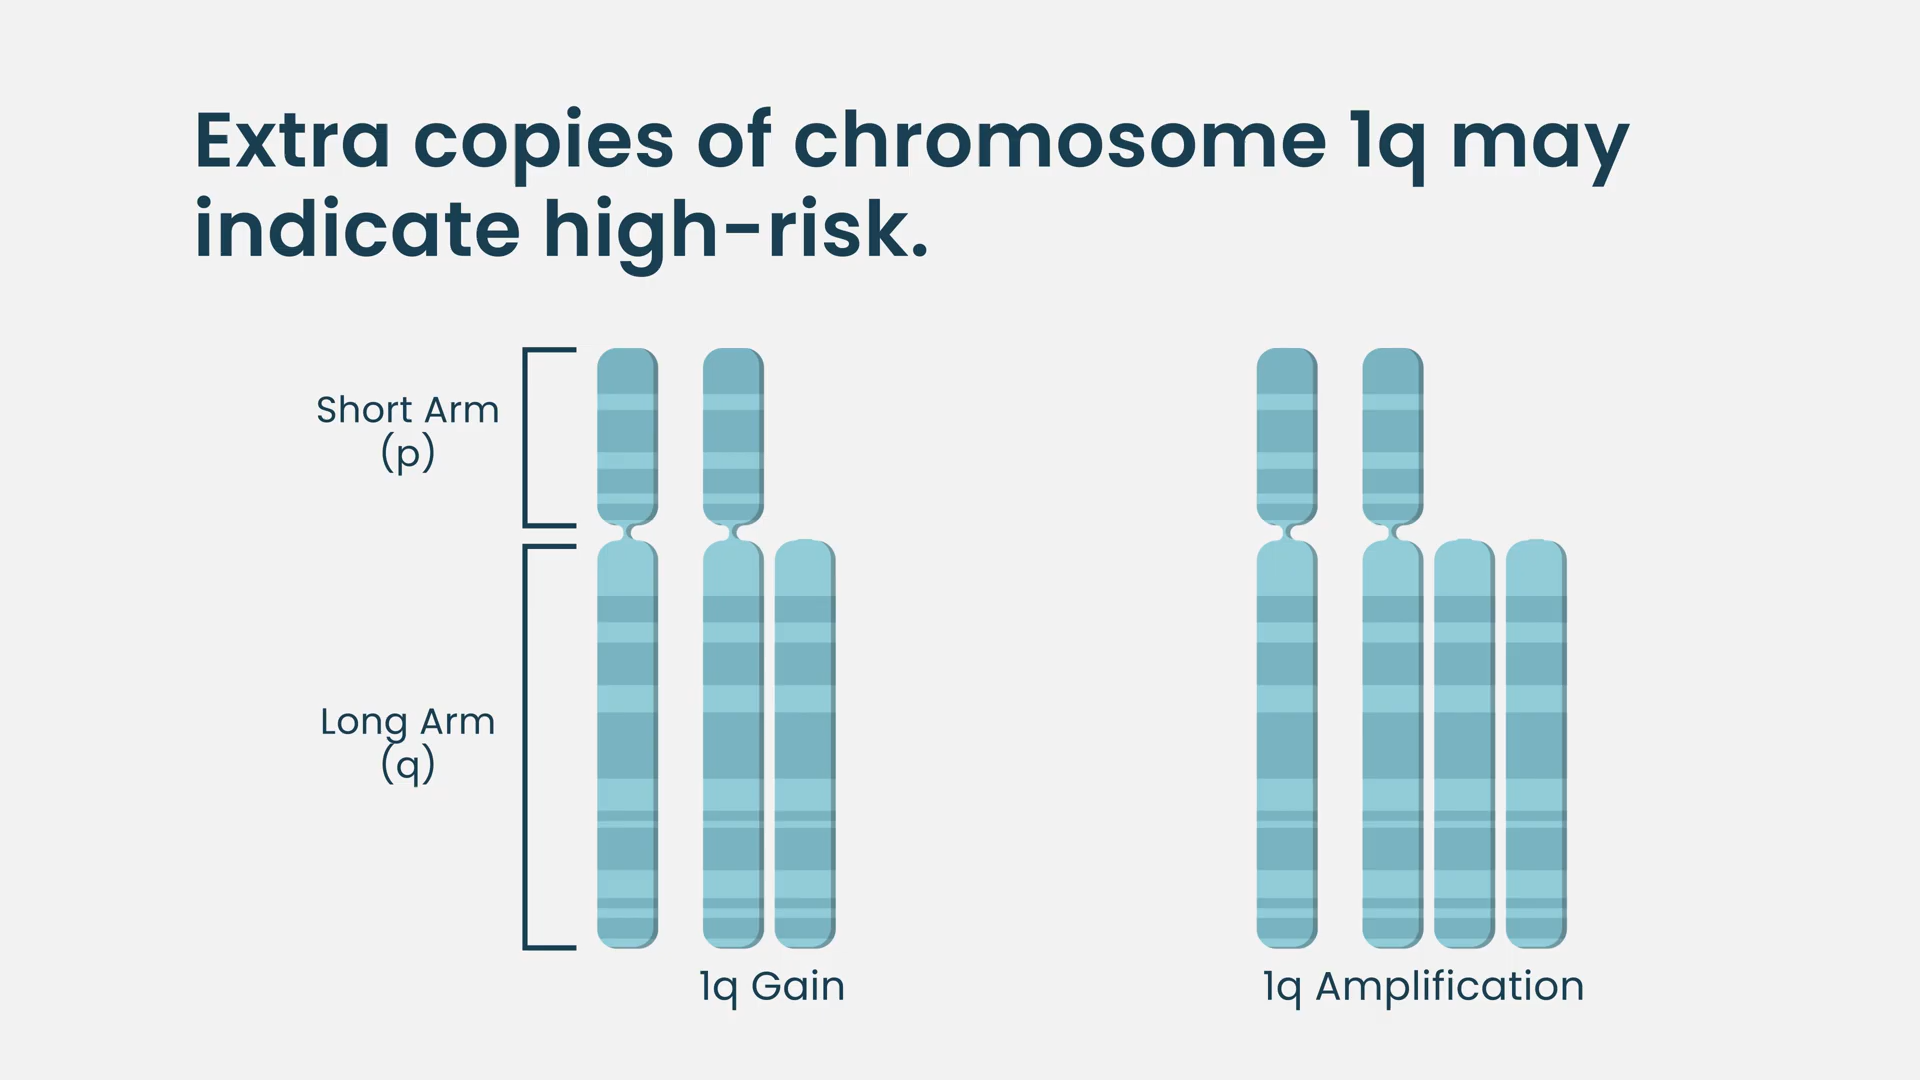 Extra copies of chromosome 1q may
indicate high-risk.
Short Arm
(p)
Long Arm
(q)
1q Gain
1q Amplification